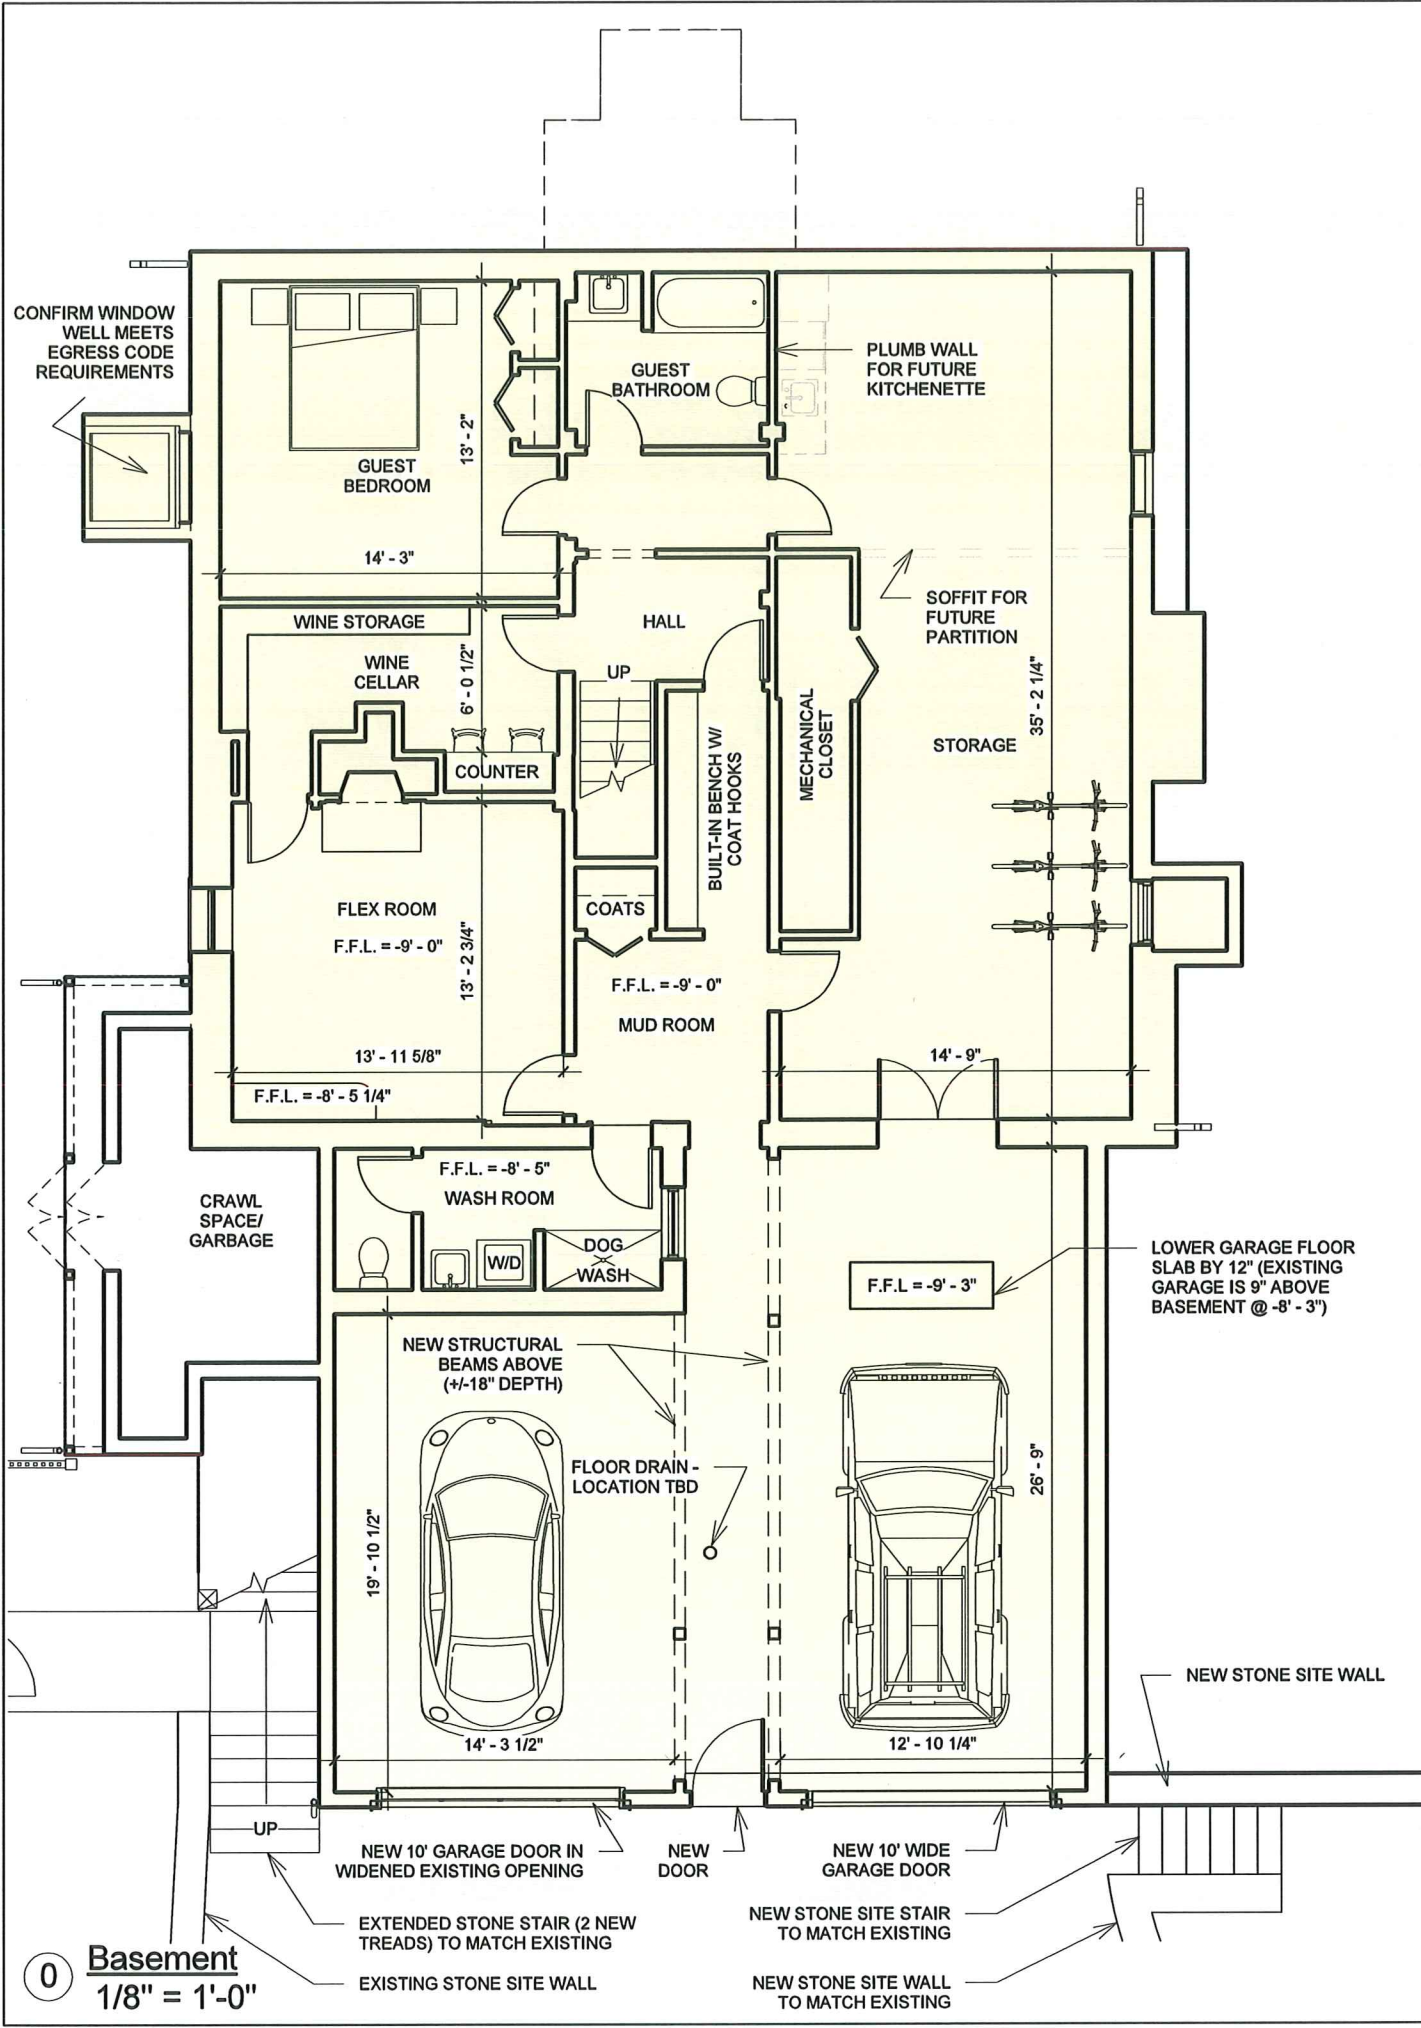 CONFIRM WINDOW
WELL MEETS
EGRESS CODE
REQUIREMENTS
GUEST
BATHROOM
PLUMB WALL
FOR FUTURE
KITCHENETTE
13' - 2"
GUEST
BEDROOM
14' - 3"
WINE STORAGE
HALL
SOFFIT FOR
FUTURE
PARTITION
WINE
CELLAR
6' - 0 1/2"
UP
35' - 2 1/4"
MECHANICAL
CLOSET
STORAGE
COUNTER
BUILT-IN BENCH W/
COAT HOOKS
FLEX ROOM
F.F.L. = -9' - 0"
COATS
13' - 2 3/4"
F.F.L. = -9' - 0"
MUD ROOM
13' - 11 5/8"
14' - 9"
F.F.L. = -8' - 5 1/4"
F.F.L. = -8' - 5"
WASH ROOM
CRAWL
SPACE/
GARBAGE
W/D
DOG
WASH
F.F.L = -9' - 3"
LOWER GARAGE FLOOR
SLAB BY 12" (EXISTING
GARAGE IS 9" ABOVE
BASEMENT @ -8' - 3")
NEW STRUCTURAL
BEAMS ABOVE
(+/-18" DEPTH)
FLOOR DRAIN -
LOCATION TBD
26' - 9"
19' - 10 1/2"
NEW STONE SITE WALL
14' - 3 1/2"
12' - 10 1/4"
UP
NEW 10' GARAGE DOOR IN
WIDENED EXISTING OPENING
NEW
DOOR
NEW 10' WIDE
GARAGE DOOR
EXTENDED STONE STAIR (2 NEW
TREADS) TO MATCH EXISTING
NEW STONE SITE STAIR
TO MATCH EXISTING
EXISTING STONE SITE WALL
NEW STONE SITE WALL
TO MATCH EXISTING
0
Basement
1/8" = 1'-0"